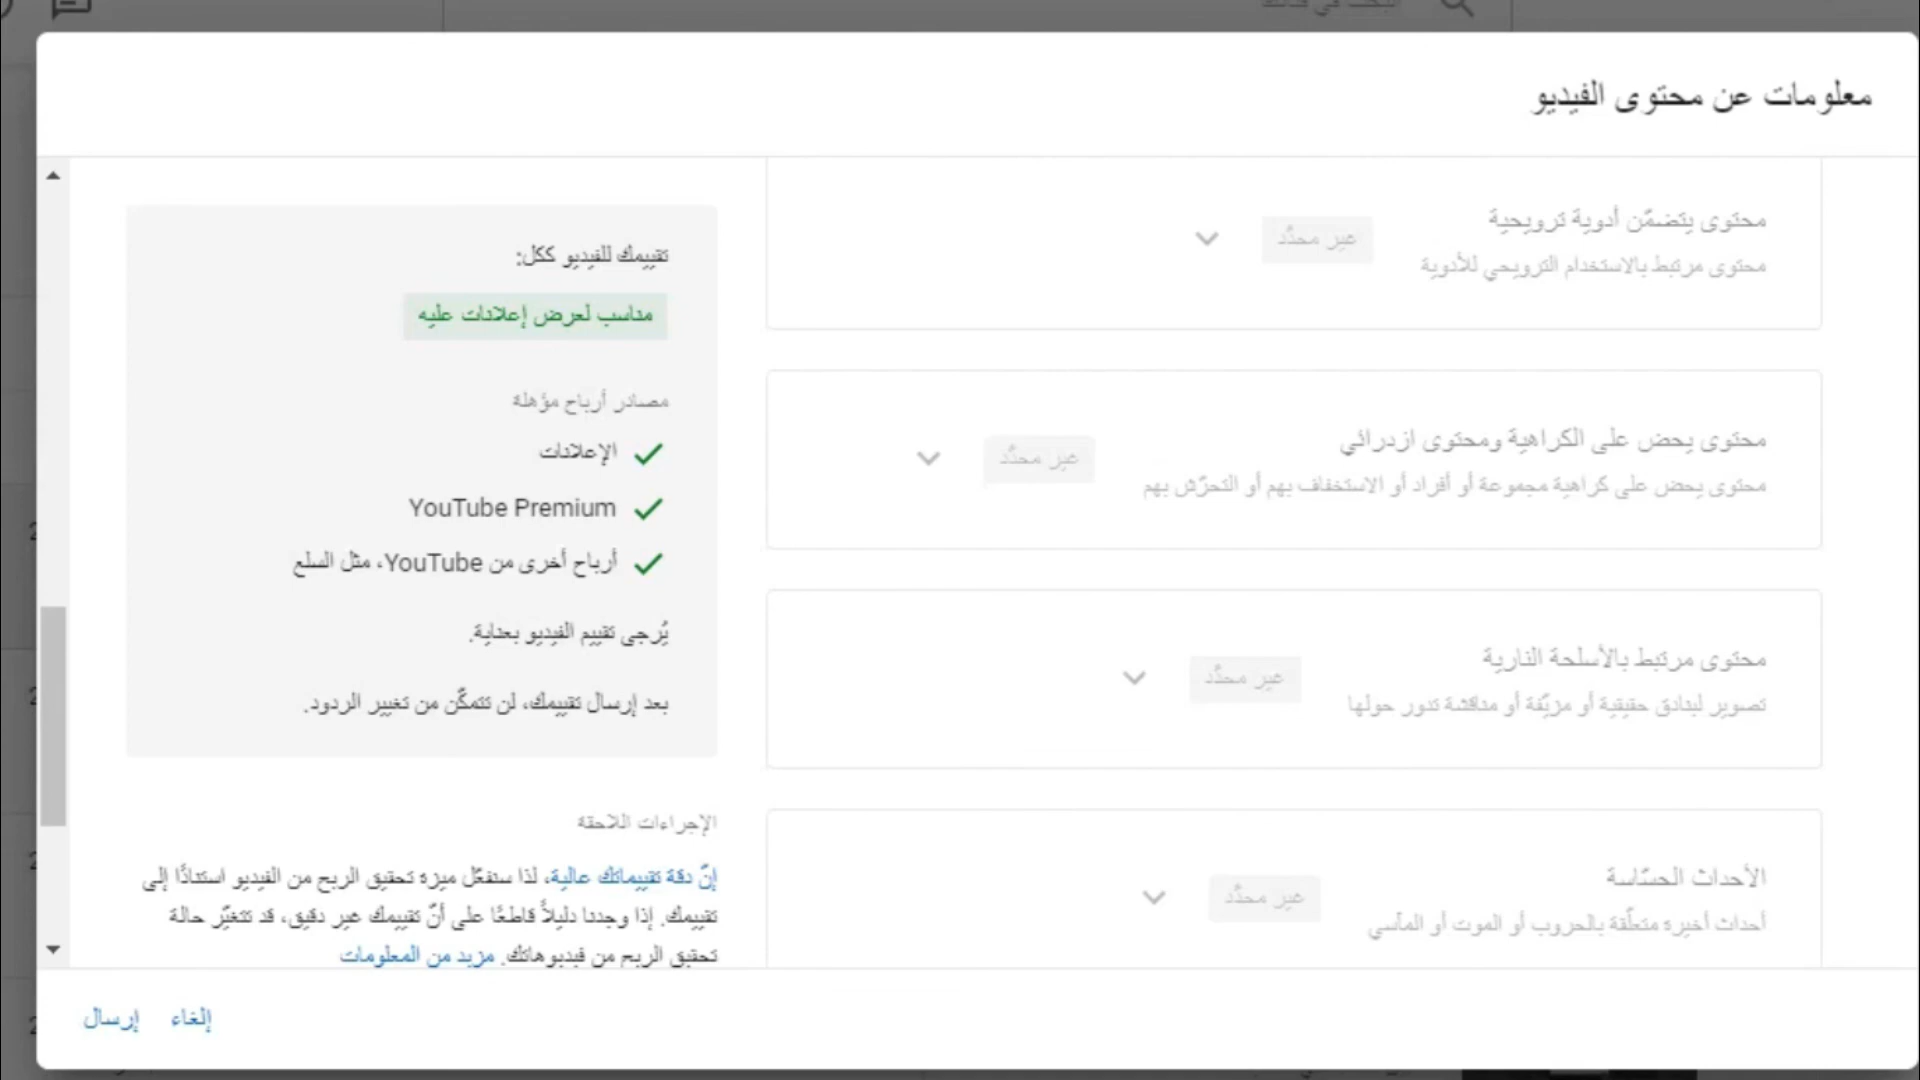 البحث في قناتك
معلومات عن محتوى الفيديو
محتوى يتضمّن أدوية ترويحية
محتوى مرتبط بالاستخدام الترويحي للأدوية
غير محدَّد
محتوى يحض على الكراهية ومحتوى ازدرائي
محتوى يحض على كراهية مجموعة أو أفراد أو الاستخفاف بهم أو التحرّش بهم
غير محدَّد
محتوى مرتبط بالأسلحة النارية
تصوير لبنادق حقيقية أو مزيّفة أو مناقشة تدور حولها
غير محدَّد
الأحداث الحسّاسة
أحداث أخيرة متعلّقة بالحروب أو الموت أو المآسي
غير محدَّد
تقييمك للفيديو ككل:
مناسب لعرض إعلانات عليه
مصادر أرباح مؤهلة
الإعلانات
YouTube Premium
أرباح أخرى من YouTube، مثل السلع
يُرجى تقييم الفيديو بعناية.
بعد إرسال تقييمك، لن تتمكّن من تغيير الردود.
الإجراءات اللاحقة
إنّ دقة تقييماتك عالية، لذا ستفعّل ميزة تحقيق الربح من الفيديو استنادًا إلى
تقييمك. إذا وجدنا دليلاً قاطعًا على أنّ تقييمك غير دقيق، قد تتغيّر حالة
تحقيق الربح من فيديوهاتك. مزيد من المعلومات
إلغاء
إرسال